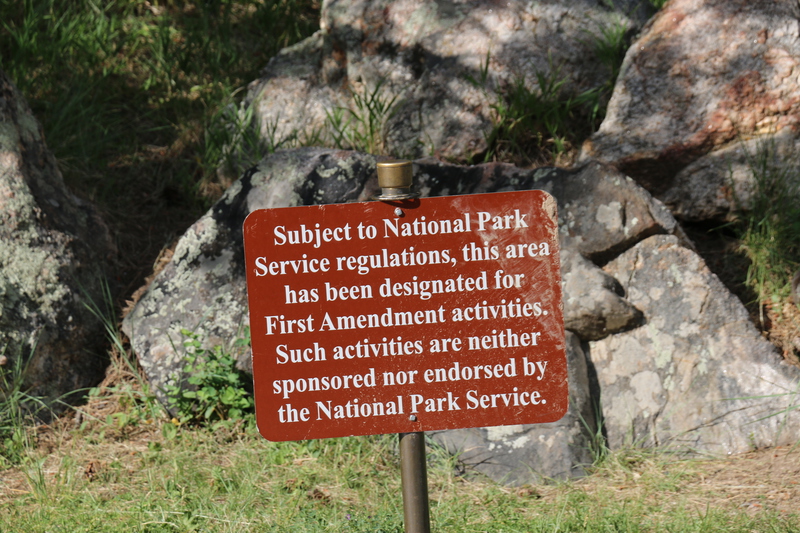 Subject to National Park
Service regulations, this area
has been designated for
First Amendment activities.
Such activities are neither
sponsored nor endorsed by
the National Park Service.